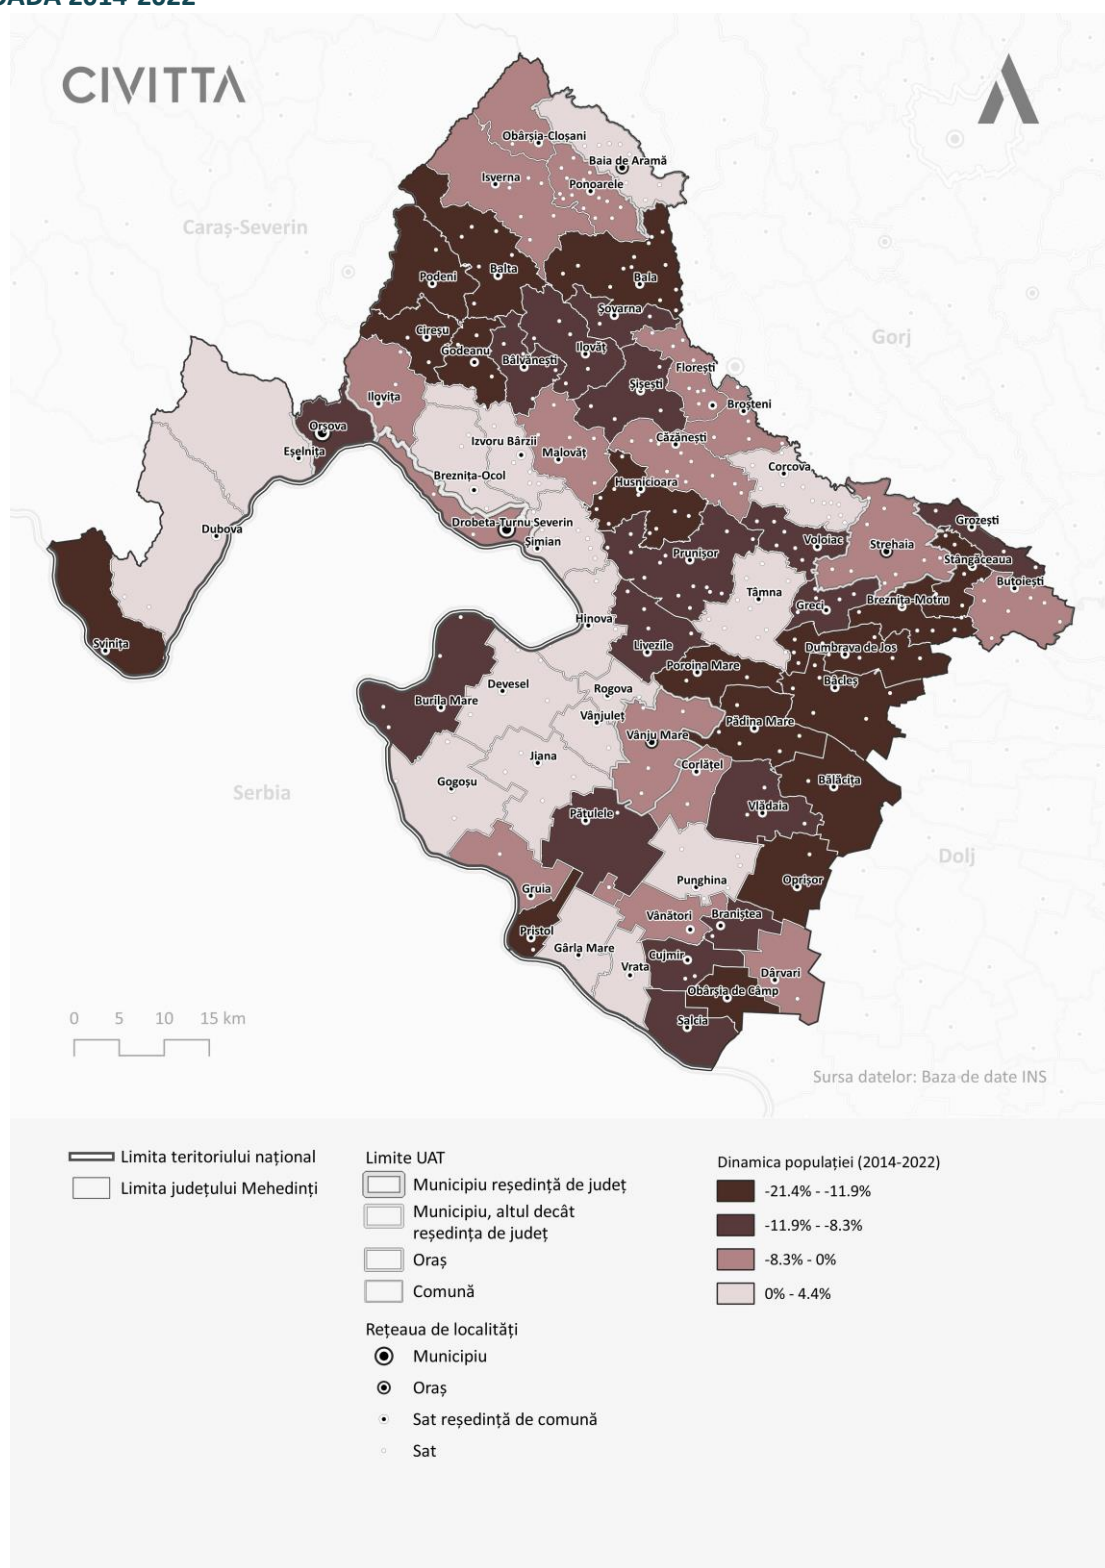 2014-2022
CIVITTA
Obârșia-Cloșani
Baia de Aramă
Isverna
Ponoarele
Caraș-Severin
Podeni
Balta
Bala
Șovarna
Cireșu
Godeanu
Ilovăț
Bâlvănești
Gorj
Florești
Șișești
Ilovița
Broșteni
Orșova
Izvoru Bârzii
Căzănești
Eșelnița
Malovăț
Corcova
Breznița-Ocol
Husnicioara
Drobeta-Turnu Severin
Grozești
Dubova
Șimian
Voloiac
Strehaia
Prunișor
Stângăceaua
Butoiești
Tâmna
Breznița-Motru
Greci
Hinova
Svinița
Livezile
Dumbrava de Jos
Poroina Mare
Bâcleș
Devesel
Rogova
Burila Mare
Vânjuleț
Pădina Mare
Vânju Mare
Jiana
Corlățel
Gogoșu
Bălăcița
Serbia
Vlădaia
Pătulele
Dolj
Punghina
Oprișor
Gruia
Vânători
Braniștea
Pristol
Gârla Mare
Cujmir
Vrata
Dârvari
Obârșia de Câmp
Salcia
0 5 10 15 km
Sursa datelor: Baza de date INS
Limita teritoriului național
Limita județului Mehedinți
Limite UAT
Municipiu reședință de județ
Municipiu, altul decât
reședința de județ
Oraș
Comună
Rețeaua de localități
Municipiu
Oraș
Sat reședință de comună
Sat
Dinamica populației (2014-2022)
-21.4% - -11.9%
-11.9% - -8.3%
-8.3% - 0%
0% - 4.4%